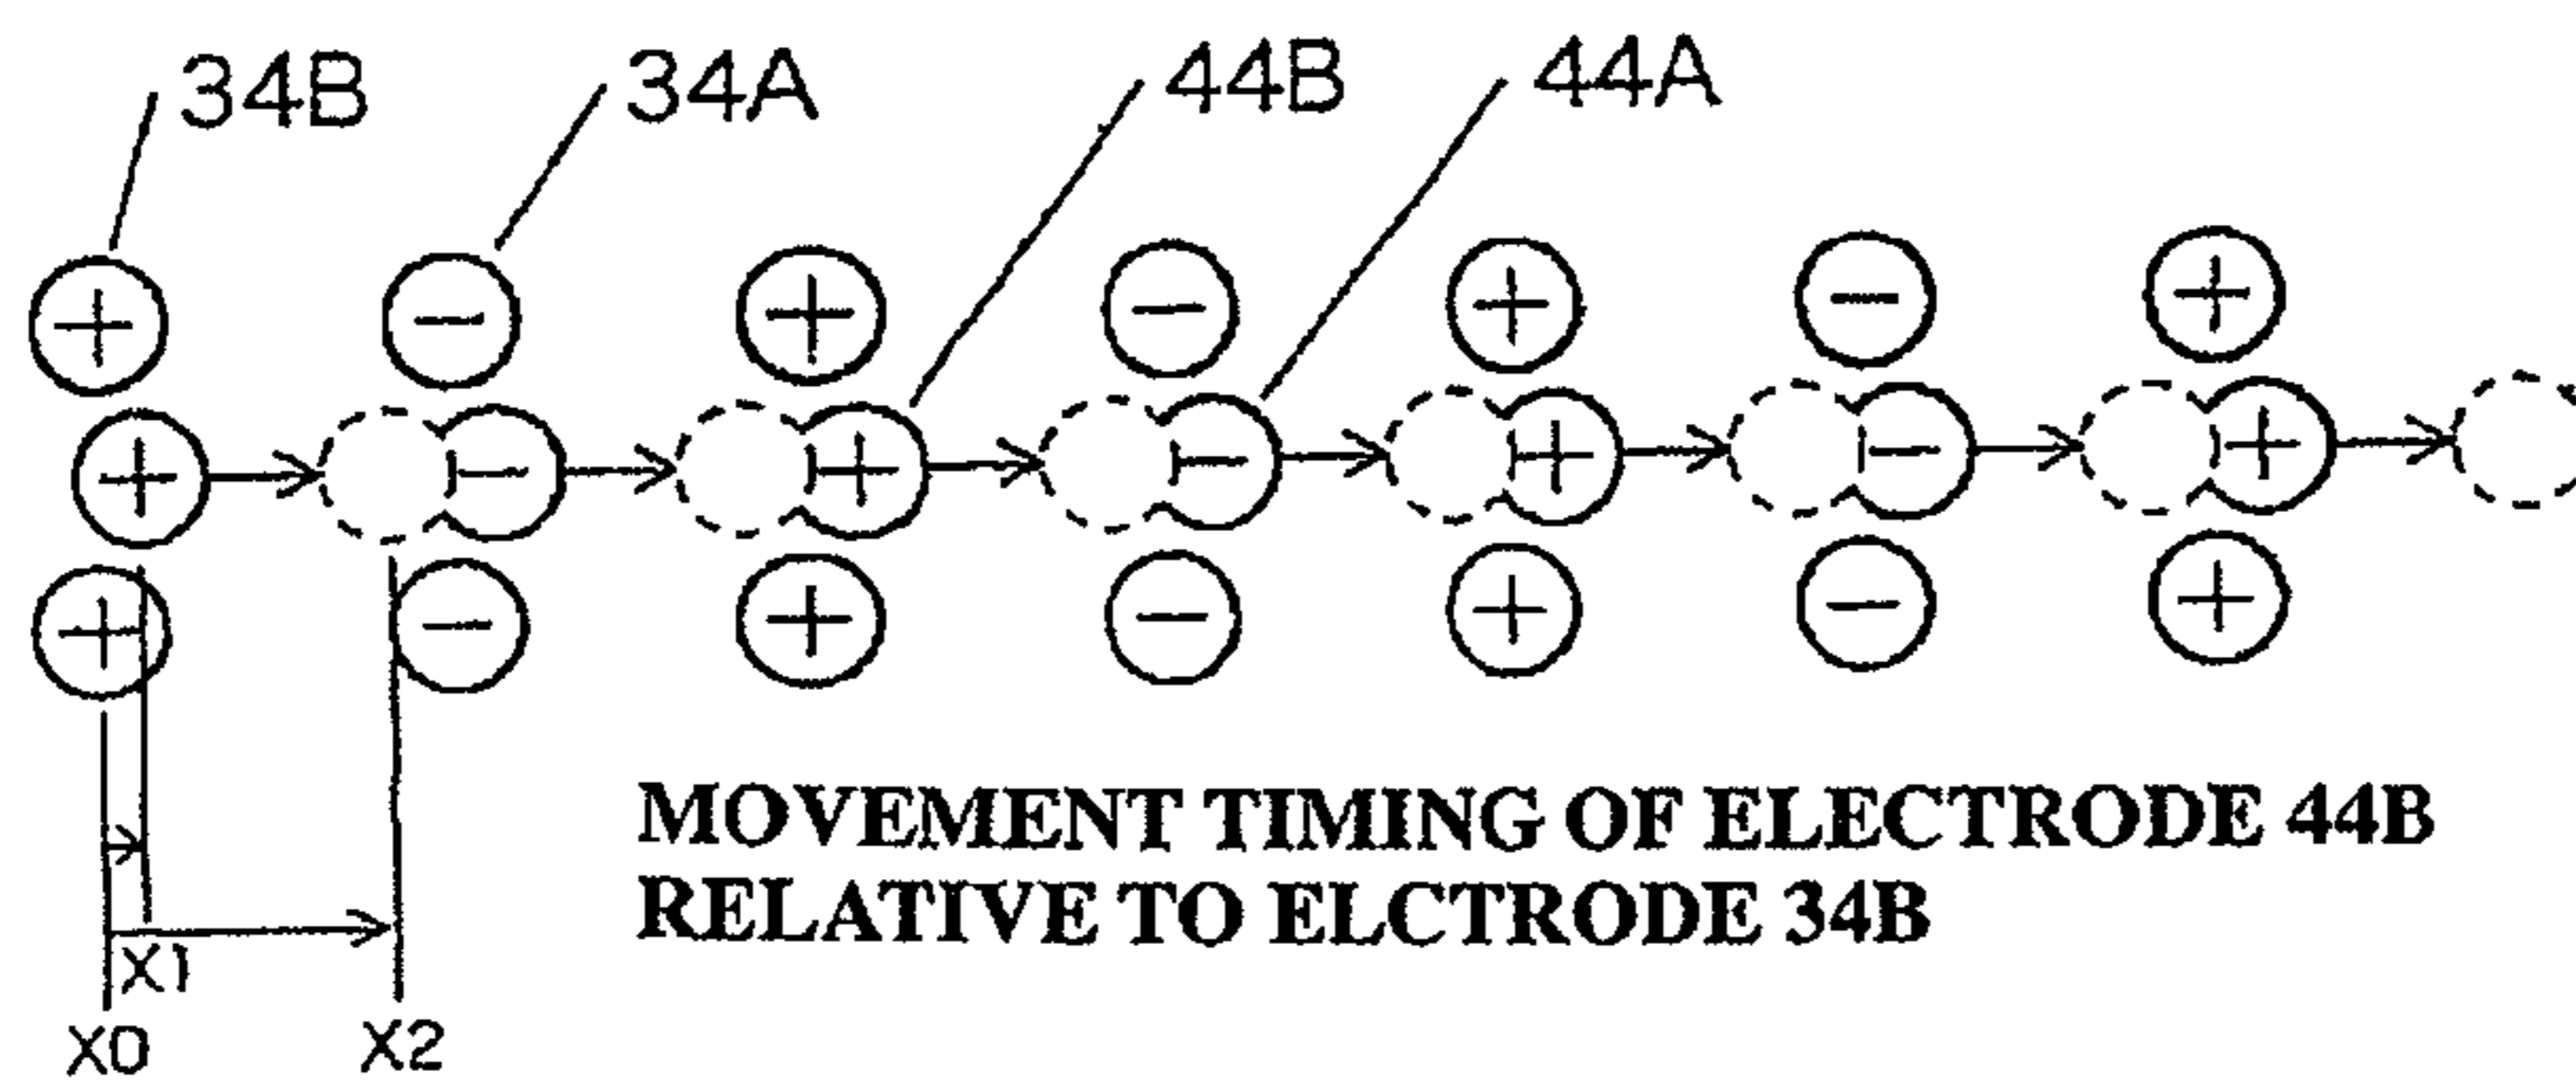 34B 34A 44B 44A
+ - + - + - +
+ - + - + - +
+ - + - + - +
MOVEMENT TIMING OF ELECTRODE 44B
RELATIVE TO ELCTRODE 34B
X1
X0 X2